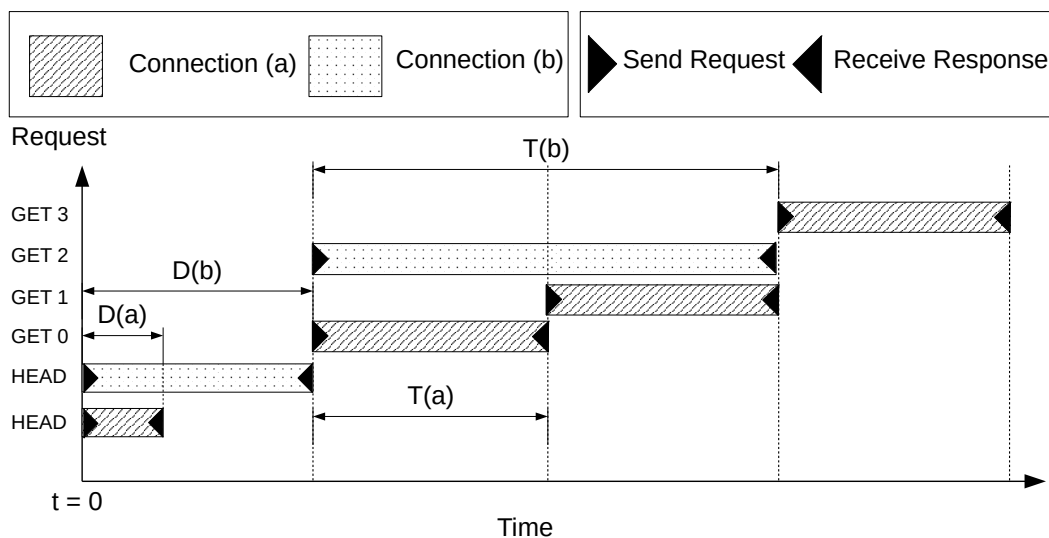 Connection (a)
Connection (b)
Send Request
Receive Response
Request
T(b)
GET 3
GET 2
D(b)
GET 1
D(a)
GET 0
HEAD
T(a)
HEAD
t = 0
Time